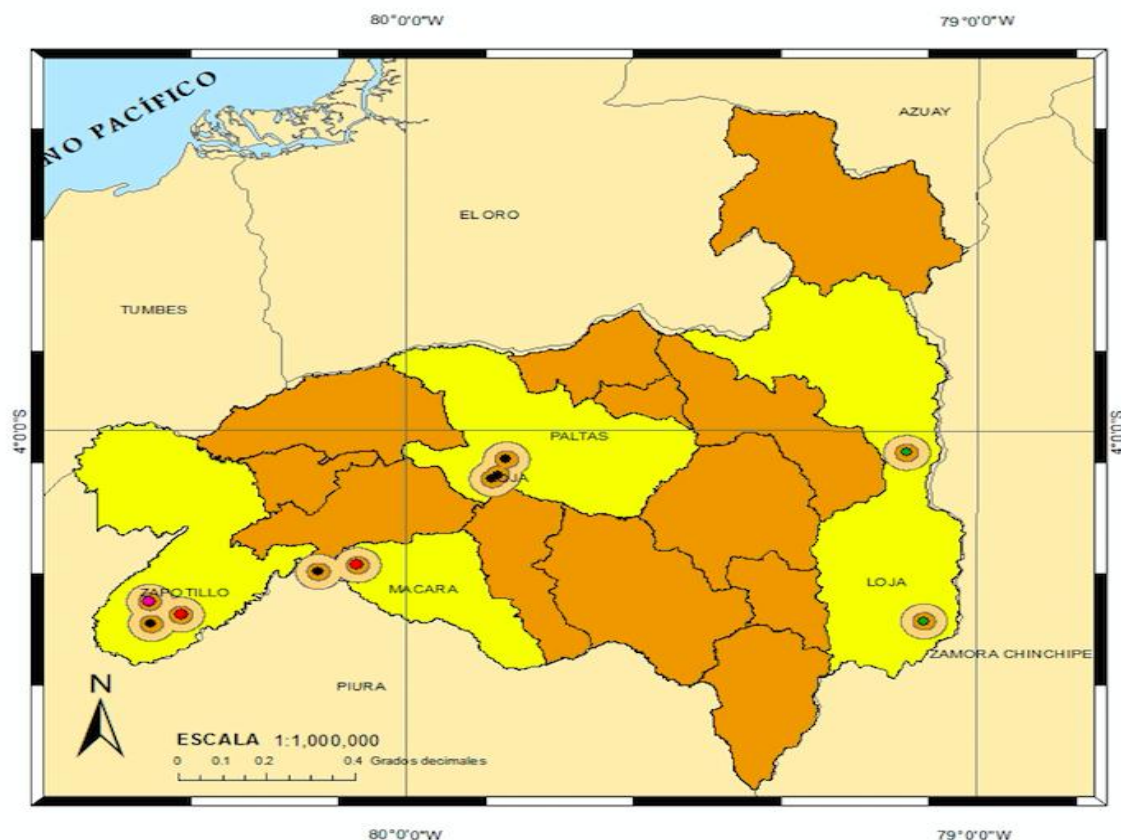 80°0'0"W
79°0'0"W
NO PACÍFICO
AZUAY
EL ORO
TUMBES
4°0'0"S
4°0'0"S
PALTAS
LOJA
ZAPOTILLO
MACARA
LOJA
ZAMORA CHINCHIPE
PIURA
N
ESCALA 1:1,000,000
0 0.1 0.2 0.4 Grados decimales
80°0'0"W
79°0'0"W